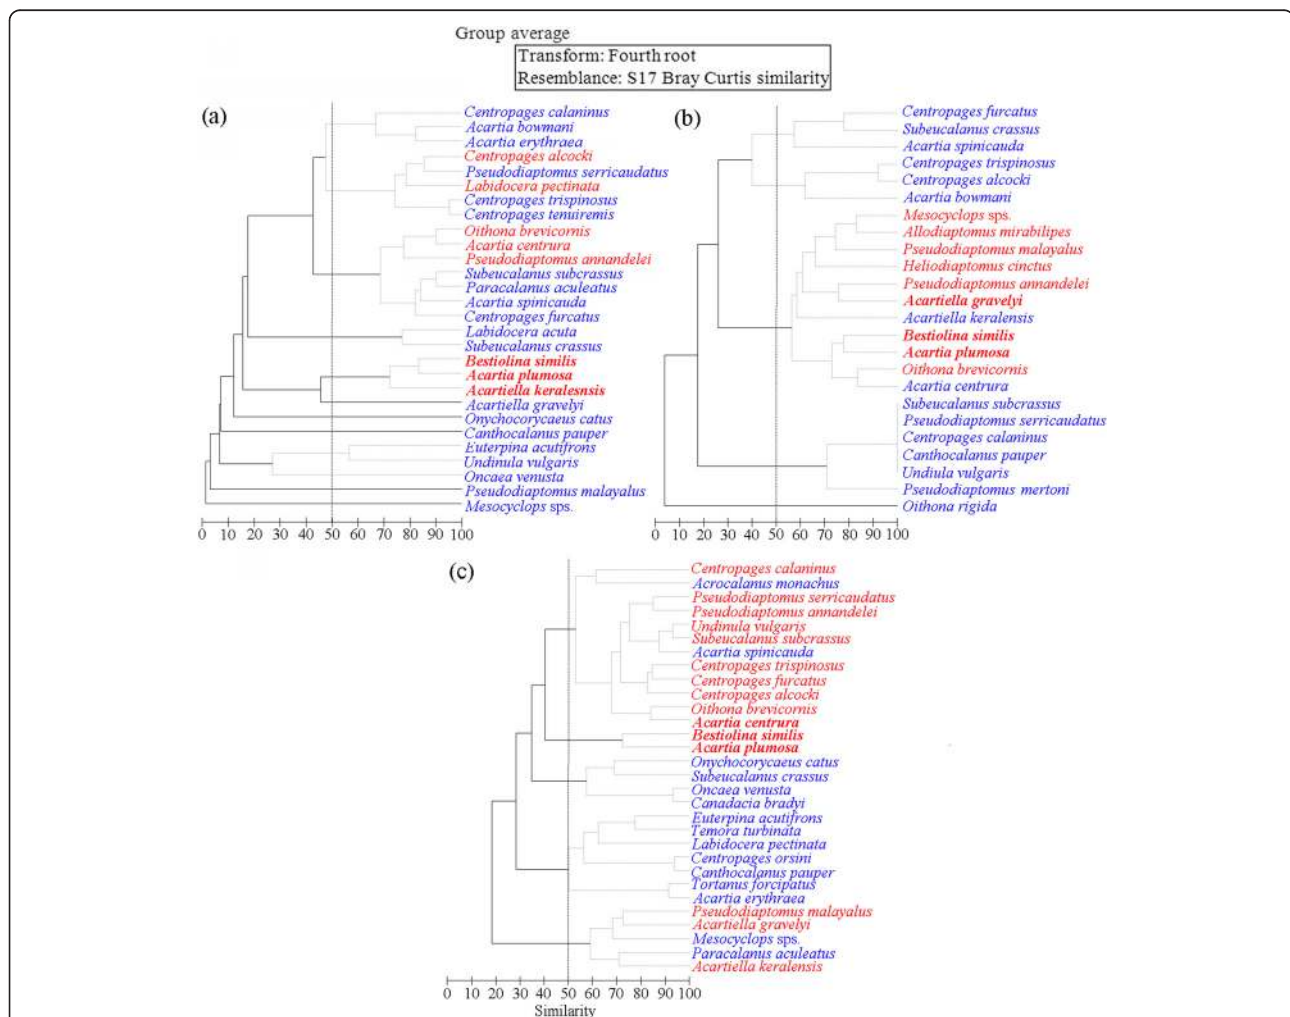 Group average
Transform: Fourth root
Resemblance: S17 Bray Curtis similarity
(a)
Centropages calaninus
Acartia bowmani
Acartia erythraea
Centropages alcocki
Pseudodiaptomus serricaudatus
Labidocera pectinata
Centropages trispinosus
Centropages tenuiremis
Oithona brevicornis
Acartia centrura
Pseudodiaptomus annandelei
Subeucalanus subcrassus
Paracalanus aculeatus
Acartia spinicauda
Centropages furcatus
Labidocera acuta
Subeucalanus crassus
Bestiolina similis
Acartia plumosa
Acartiella keralesnsis
Acartiella gravelyi
Onychocorycaeus catus
Canthocalanus pauper
Euterpina acutifrons
Undinula vulgaris
Oncaea venusta
Pseudodiaptomus malayalus
Mesocyclops sps.
0 10 20 30 40 50 60 70 80 90 100
(b)
Centropages furcatus
Subeucalanus crassus
Acartia spinicauda
Centropages trispinosus
Centropages alcocki
Acartia bowmani
Mesocyclops sps.
Allodiaptomus mirabilipes
Pseudodiaptomus malayalus
Heliodiaptomus cinctus
Pseudodiaptomus annandelei
Acartiella gravelyi
Acartiella keralensis
Bestiolina similis
Acartia plumosa
Oithona brevicornis
Acartia centrura
Subeucalanus subcrassus
Pseudodiaptomus serricaudatus
Centropages calaninus
Canthocalanus pauper
Undiula vulgaris
Pseudodiaptomus mertoni
Oithona rigida
0 10 20 30 40 50 60 70 80 90 100
(c)
Centropages calaninus
Acrocalanus monachus
Pseudodiaptomus serricaudatus
Pseudodiaptomus annandelei
Undinula vulgaris
Subeucalanus subcrassus
Acartia spinicauda
Centropages trispinosus
Centropages furcatus
Centropages alcocki
Oithona brevicornis
Acartia centrura
Bestiolina similis
Acartia plumosa
Onychocorycaeus catus
Subeucalanus crassus
Oncaea venusta
Canadacia bradyi
Euterpina acutifrons
Temora turbinata
Labidocera pectinata
Centropages orsini
Canthocalanus pauper
Tortanus forcipatus
Acartia erythraea
Pseudodiaptomus malayalus
Acartiella gravelyi
Mesocyclops sps.
Paracalanus aculeatus
Acartiella keralensis
0 10 20 30 40 50 60 70 80 90 100
Similarity